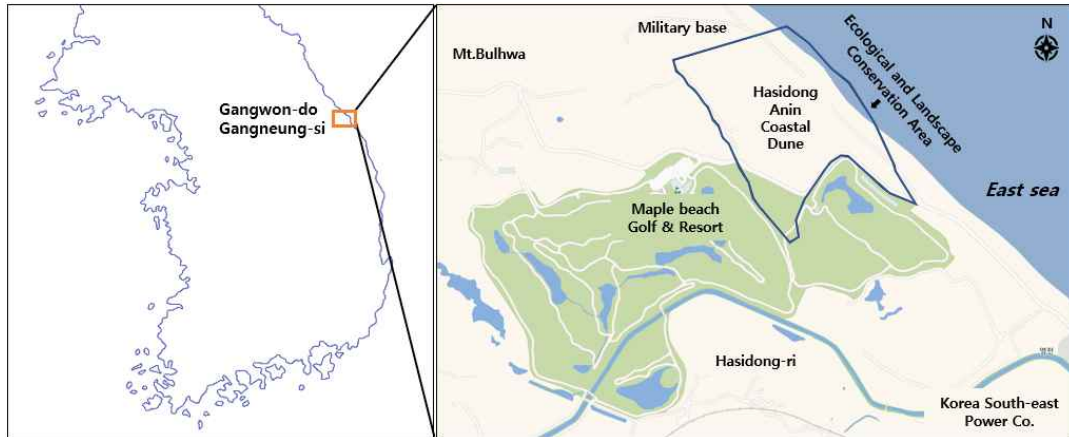 Gangwon-do
Gangneung-si
Mt.Bulhwa
Military base
N
Hasidong
Anin
Coastal
Dune
Ecological and Landscape
Conservation Area
East sea
Maple beach
Golf & Resort
Hasidong-ri
Korea South-east
Power Co.